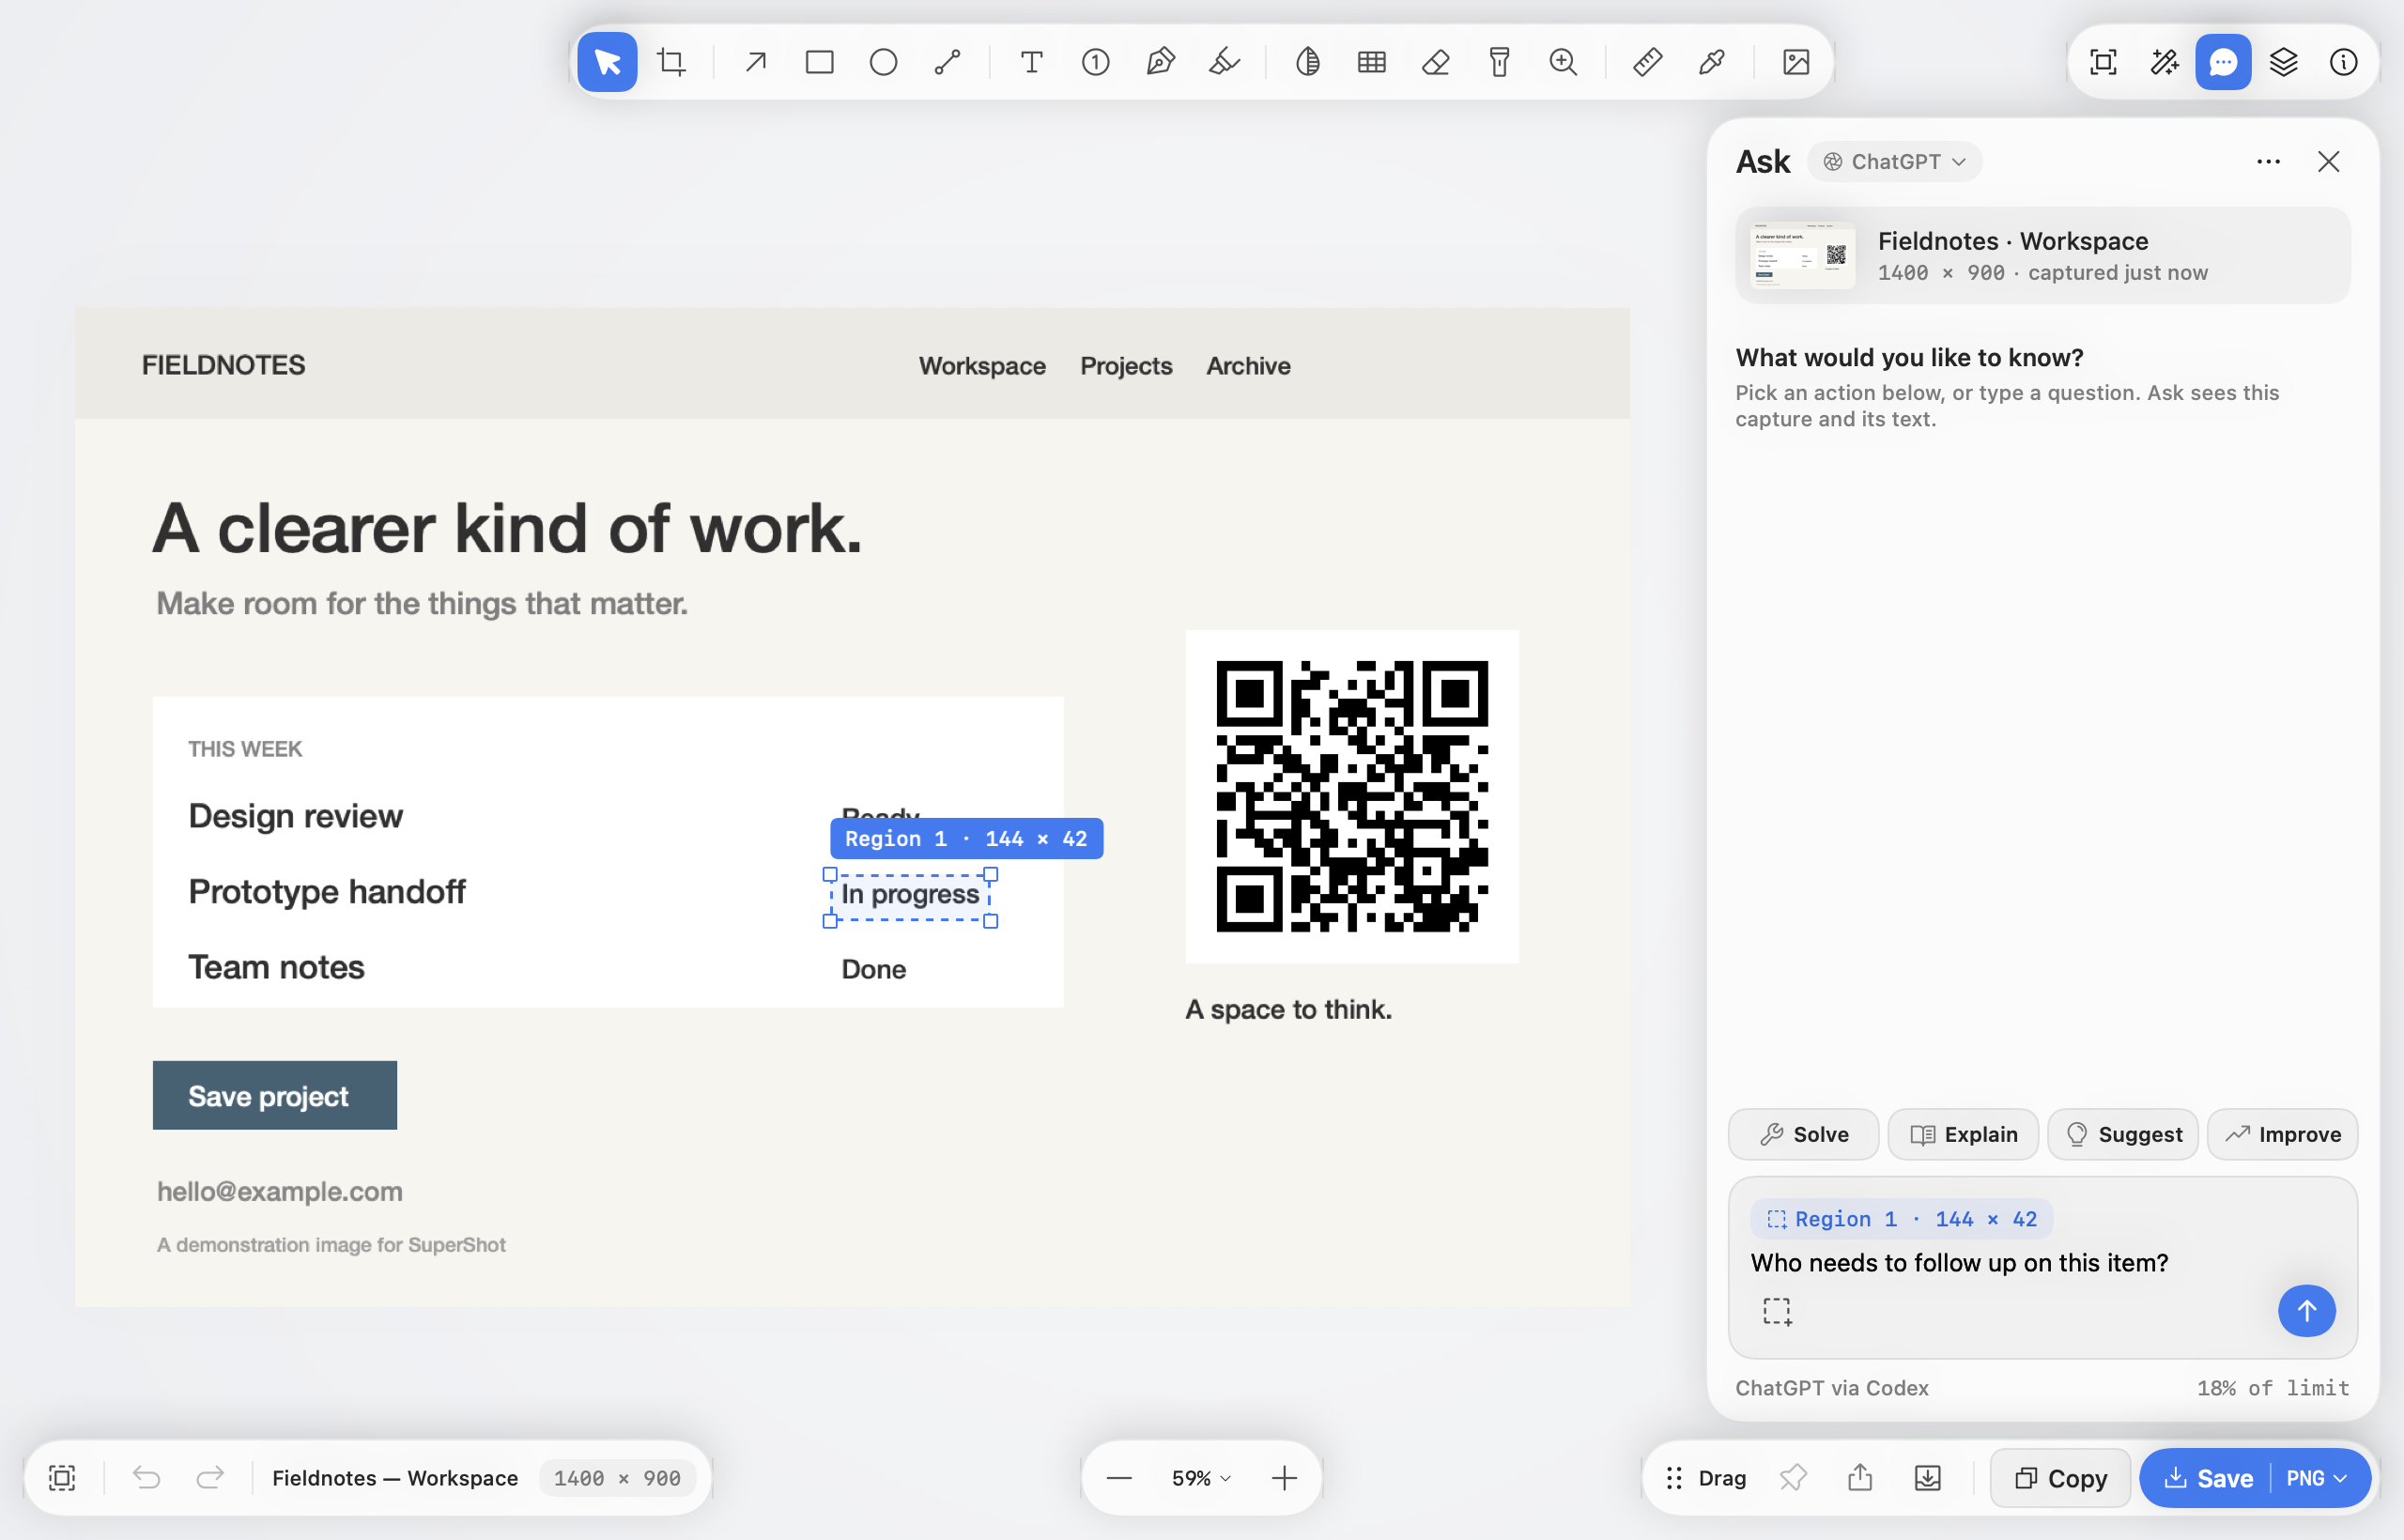 Ask
ChatGPT
Fieldnotes · Workspace
1400 × 900 · captured just now
What would you like to know?
Pick an action below, or type a question. Ask sees this
capture and its text.
FIELDNOTES
Workspace Projects Archive
A clearer kind of work.
Make room for the things that matter.
THIS WEEK
Design review Ready
Region 1 · 144 × 42
Prototype handoff In progress
Team notes Done
A space to think.
Save project
hello@example.com
A demonstration image for SuperShot
Solve Explain Suggest Improve
Region 1 · 144 × 42
Who needs to follow up on this item?
ChatGPT via Codex 18% of limit
Fieldnotes — Workspace 1400 × 900
59%
Drag Copy Save PNG